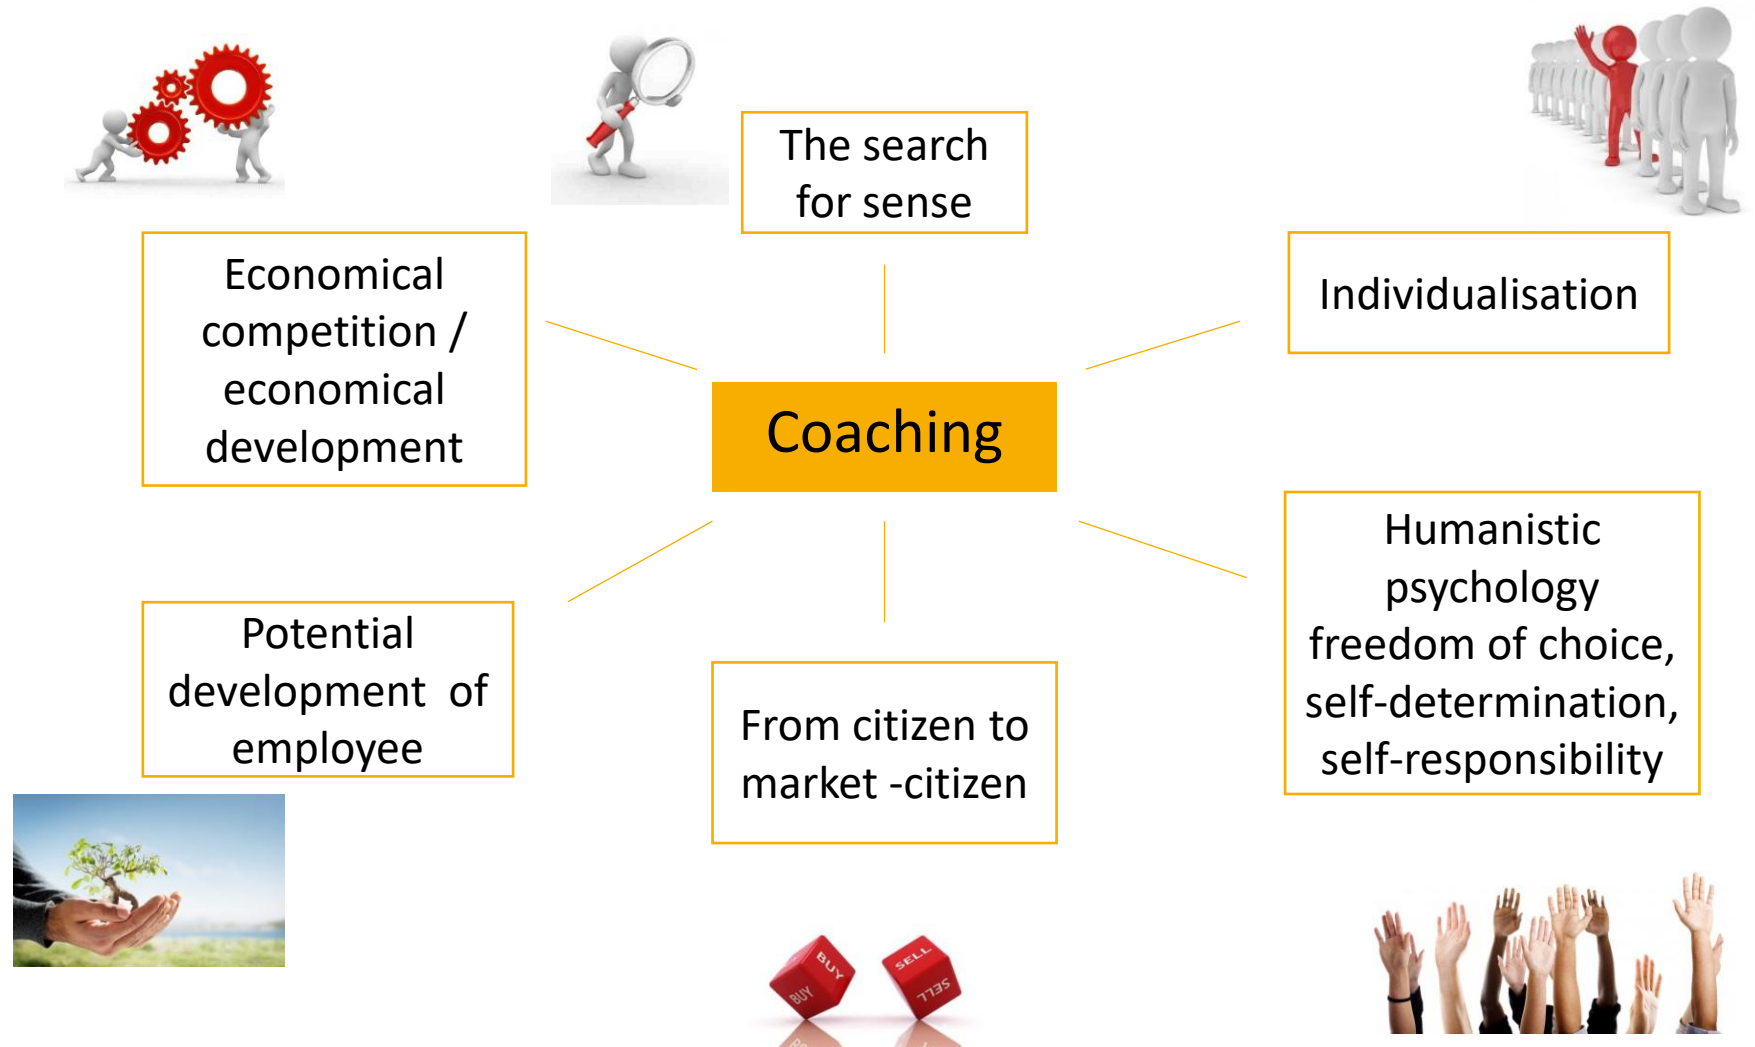 The search
for sense
Economical
competition /
economical
development
Individualisation
Coaching
Potential
development  of
employee
From citizen to
market -citizen
Humanistic
psychology
freedom of choice,
self-determination,
self-responsibility
BUY
BUY
SELL
SELL